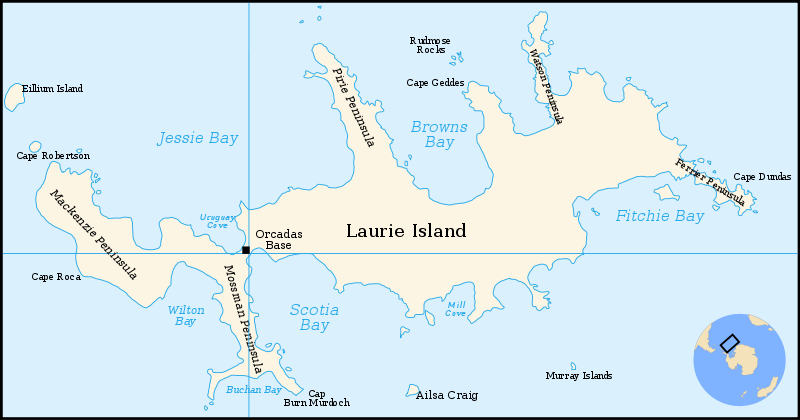 Rudmose
Rocks
Watson Peninsula
Pirie Peninsula
Cape Geddes
Eillium Island
Jessie Bay
Browns
Bay
Cape Robertson
Ferrier Peninsula
Cape Dundas
Mackenzie Peninsula
Uruguay
Cove
Fitchie Bay
Orcadas
Base
Laurie Island
Cape Roca
Mossman Peninsula
Wilton
Bay
Scotia
Bay
Mill
Cove
Murray Islands
Buchan Bay
Cap
Burn Murdoch
Ailsa Craig